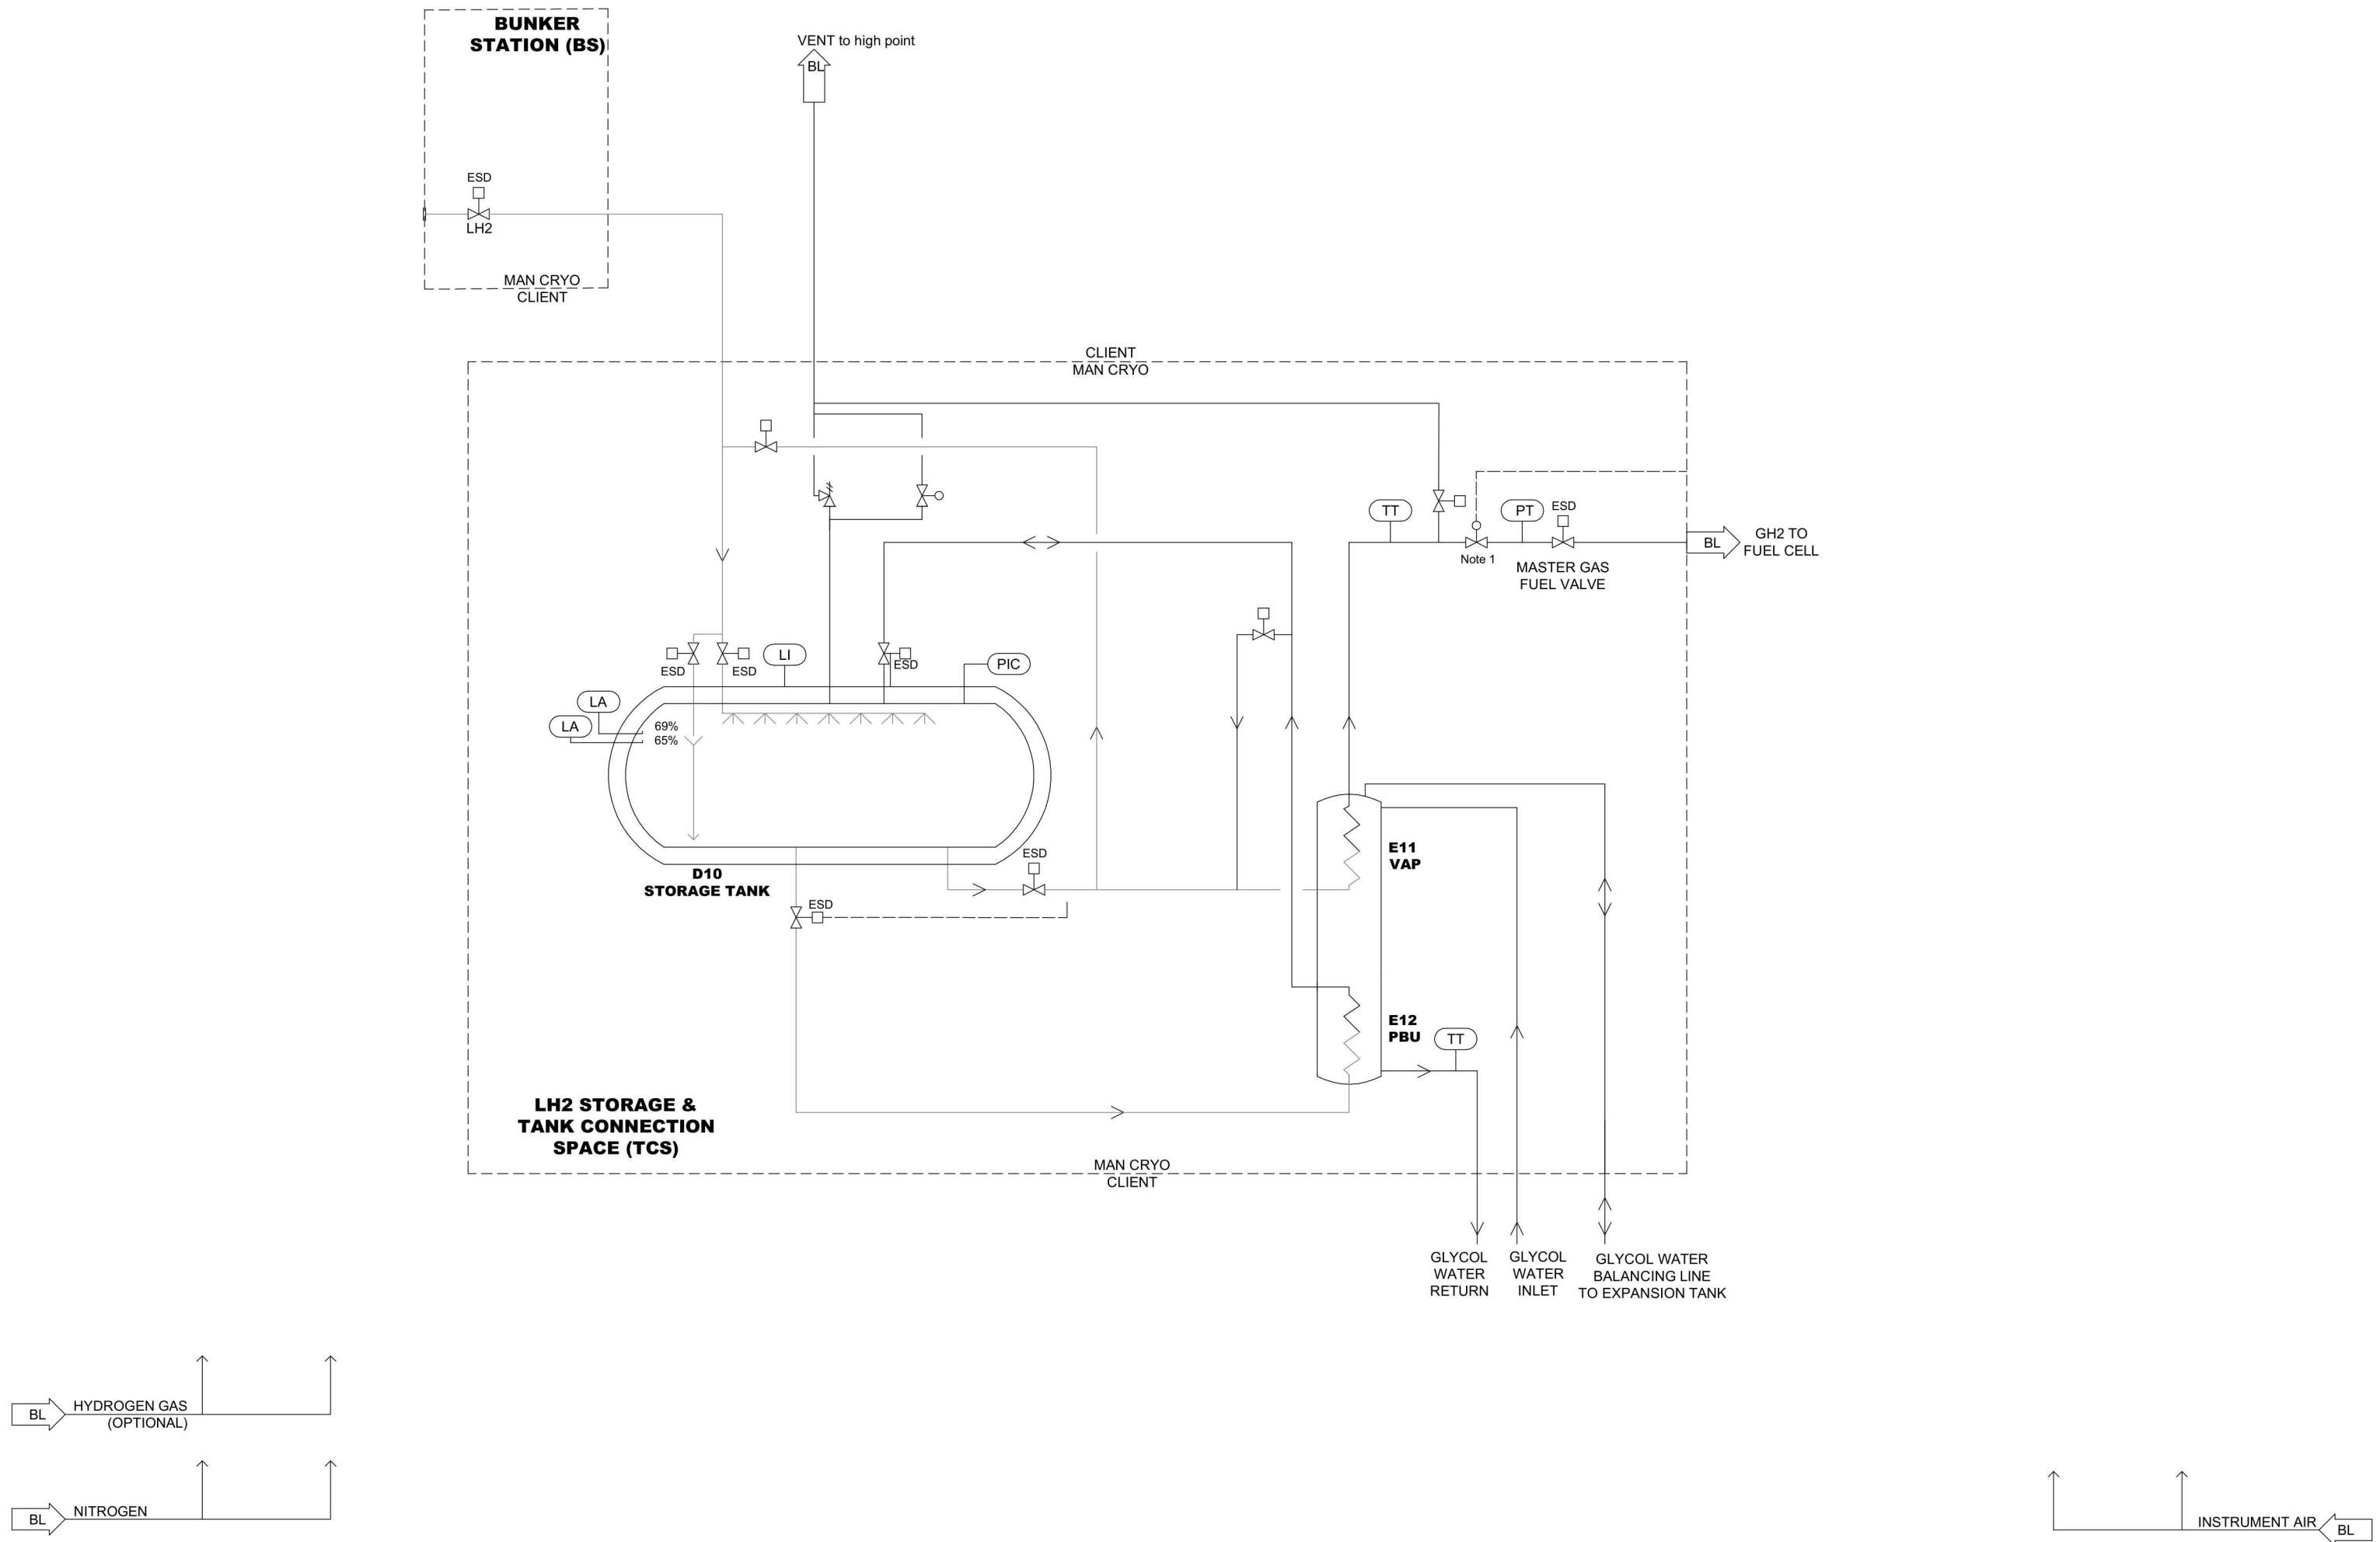 BUNKER
STATION (BS)
VENT to high point
BL
ESD
LH2
MAN CRYO
CLIENT
CLIENT
MAN CRYO
TT
PT
ESD
Note 1
MASTER GAS
FUEL VALVE
BL
GH2 TO
FUEL CELL
ESD
ESD
LI
ESD
PIC
LA
LA
69%
65%
D10
STORAGE TANK
ESD
ESD
E11
VAP
E12
PBU
TT
LH2 STORAGE &
TANK CONNECTION
SPACE (TCS)
MAN CRYO
CLIENT
GLYCOL
WATER
RETURN
GLYCOL
WATER
INLET
GLYCOL WATER
BALANCING LINE
TO EXPANSION TANK
BL
HYDROGEN GAS
(OPTIONAL)
BL
NITROGEN
INSTRUMENT AIR
BL